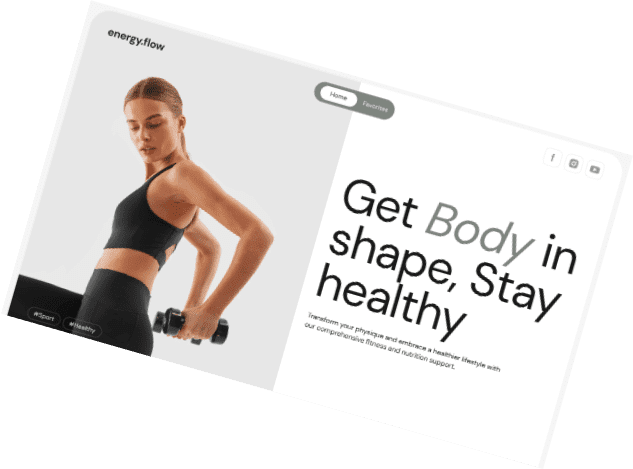 energy.flow
Home
Favorites
Get Body in
shape, Stay
healthy
Transform your physique and embrace a healthier lifestyle with
our comprehensive fitness and nutrition support.
#Sport
#Healthy